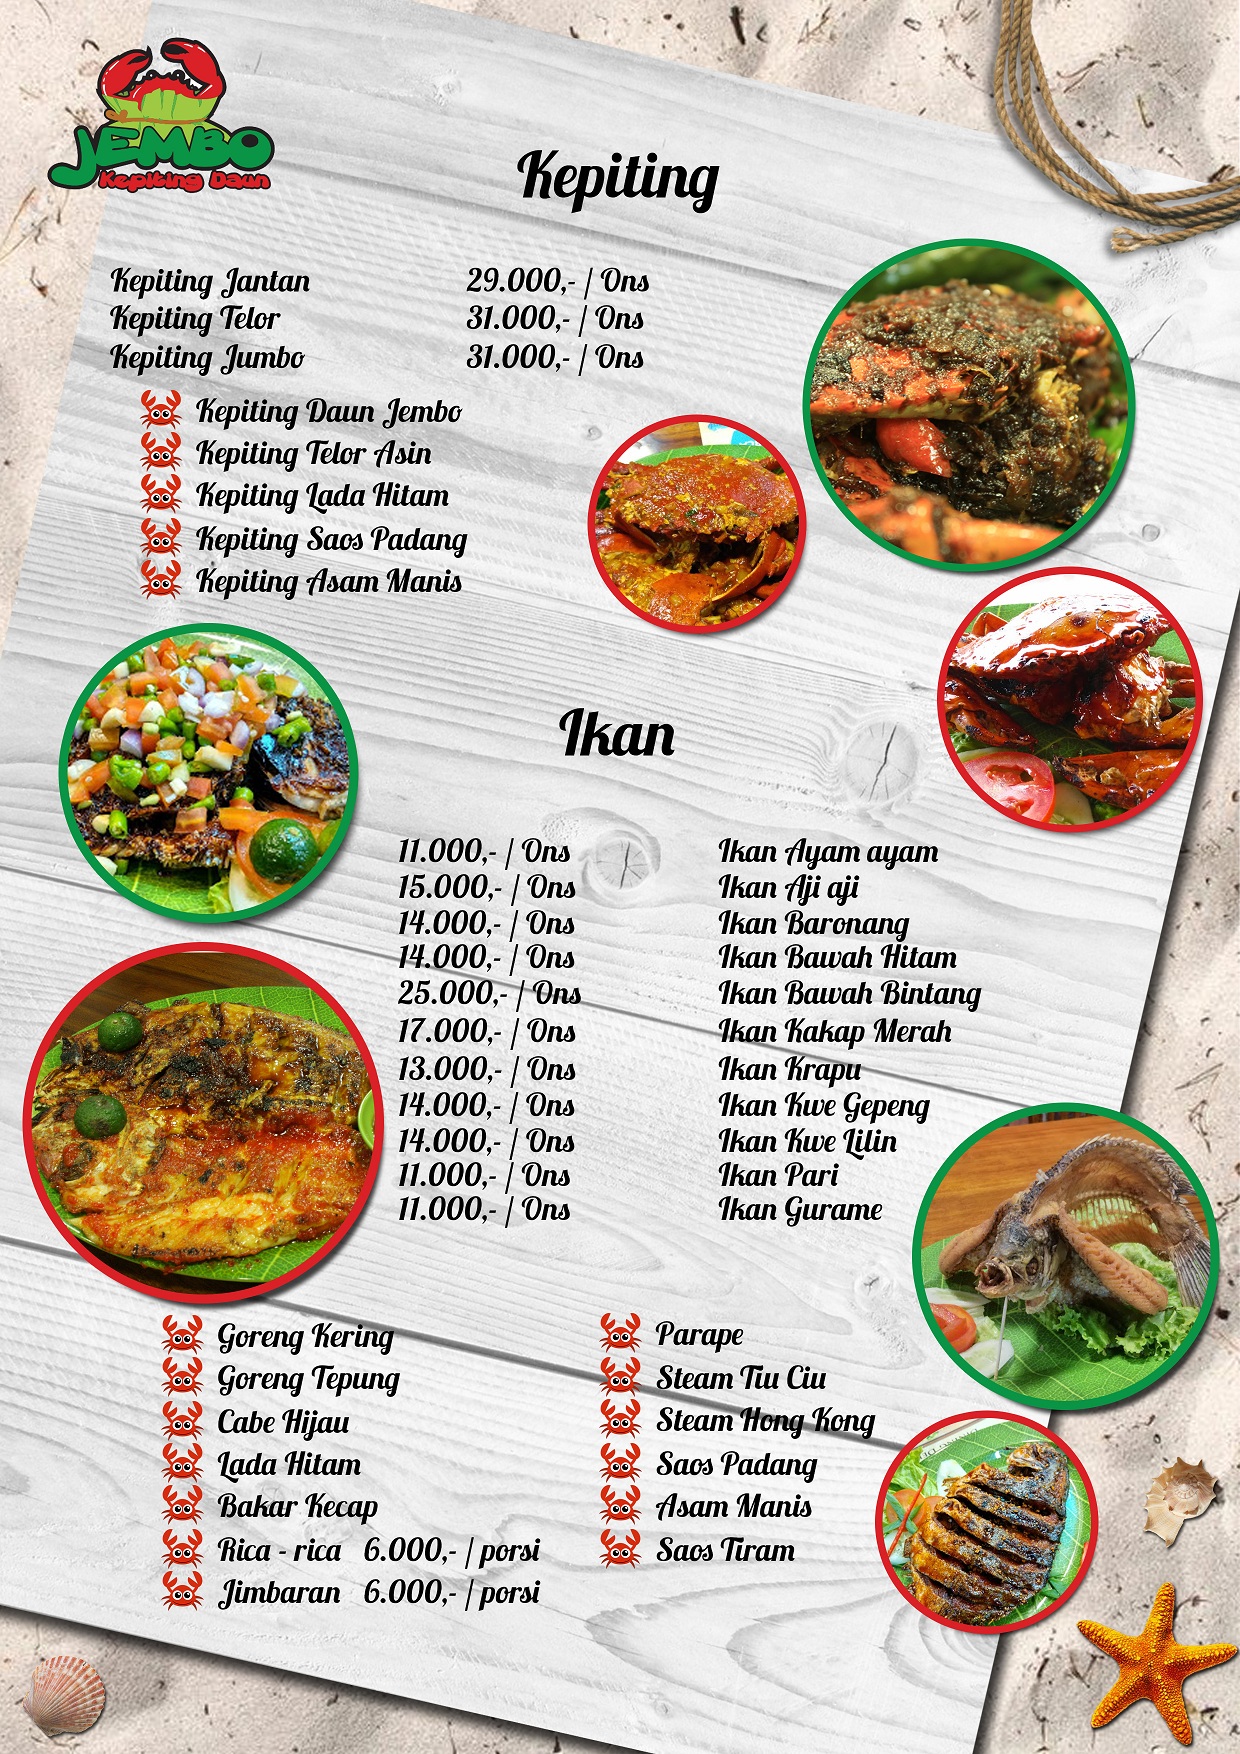 JEMBO
Kepiting Daun
Kepiting
Kepiting Jantan 29.000,- / Ons
Kepiting Telor 31.000,- / Ons
Kepiting Jumbo 31.000,- / Ons
Kepiting Daun Jembo
Kepiting Telor Asin
Kepiting Lada Hitam
Kepiting Saos Padang
Kepiting Asam Manis
Ikan
11.000,- / Ons Ikan Ayam ayam
15.000,- / Ons Ikan Aji aji
14.000,- / Ons Ikan Baronang
14.000,- / Ons Ikan Bawah Hitam
25.000,- / Ons Ikan Bawah Bintang
17.000,- / Ons Ikan Kakap Merah
13.000,- / Ons Ikan Krapu
14.000,- / Ons Ikan Kwe Gepeng
14.000,- / Ons Ikan Kwe Lilin
11.000,- / Ons Ikan Pari
11.000,- / Ons Ikan Gurame
Goreng Kering
Goreng Tepung
Cabe Hijau
Lada Hitam
Bakar Kecap
Rica - rica 6.000,- / porsi
Jimbaran 6.000,- / porsi
Parape
Steam Tiu Ciu
Steam Hong Kong
Saos Padang
Asam Manis
Saos Tiram